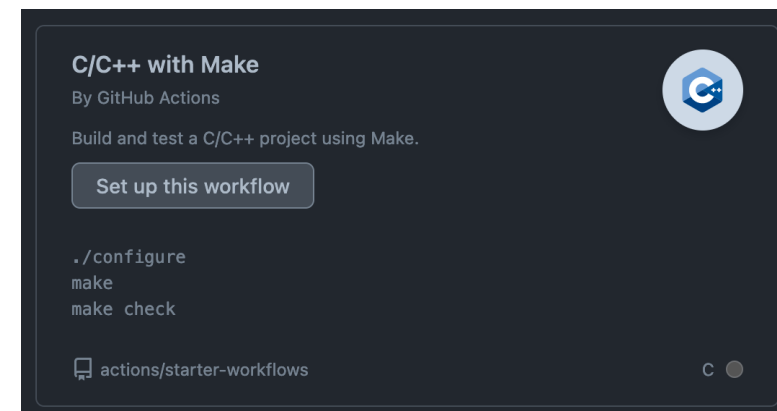 C/C++ with Make
By GitHub Actions
Build and test a C/C++ project using Make.
Set up this workflow
./configure
make
make check
actions/starter-workflows
C
C++